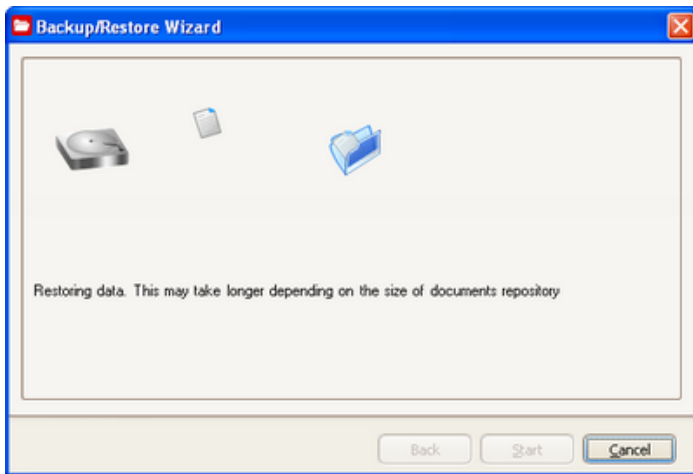 Backup/Restore Wizard
Restoring data. This may take longer depending on the size of documents repository
Back Start Cancel